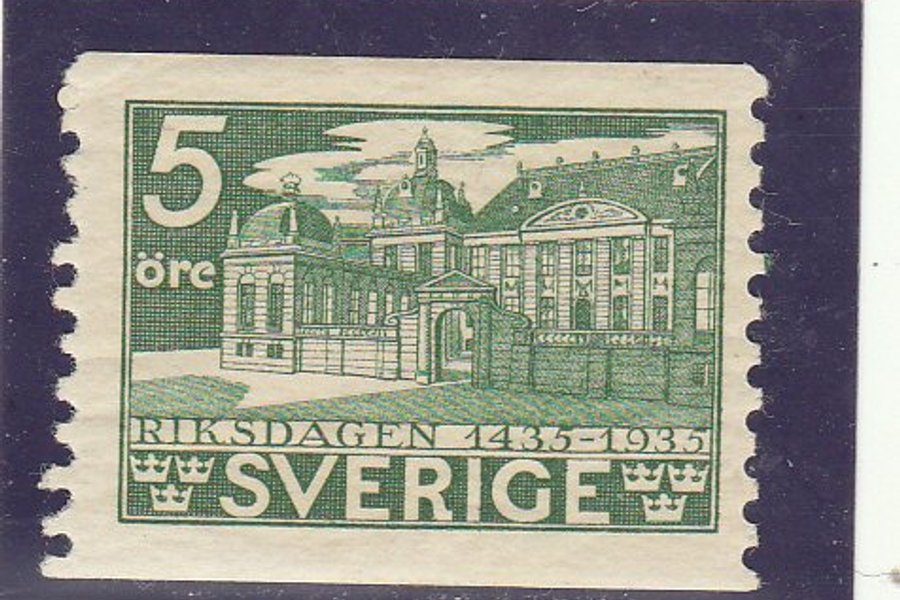 5
öre
RIKSDAGEN 1435-1935
SVERIGE